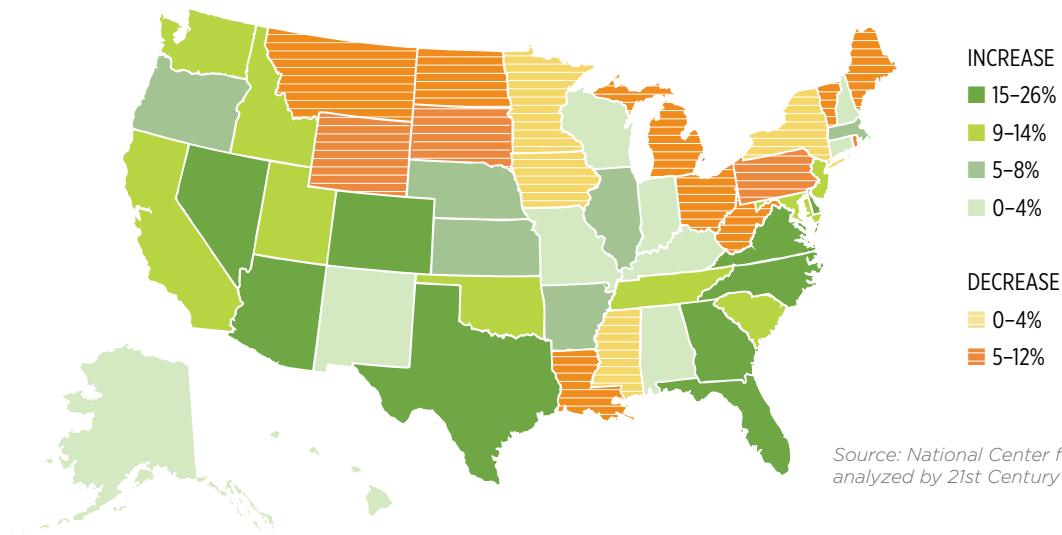 INCREASE
15–26%
9–14%
5–8%
0–4%
DECREASE
0–4%
5–12%
Source: National Center f
analyzed by 21st Century